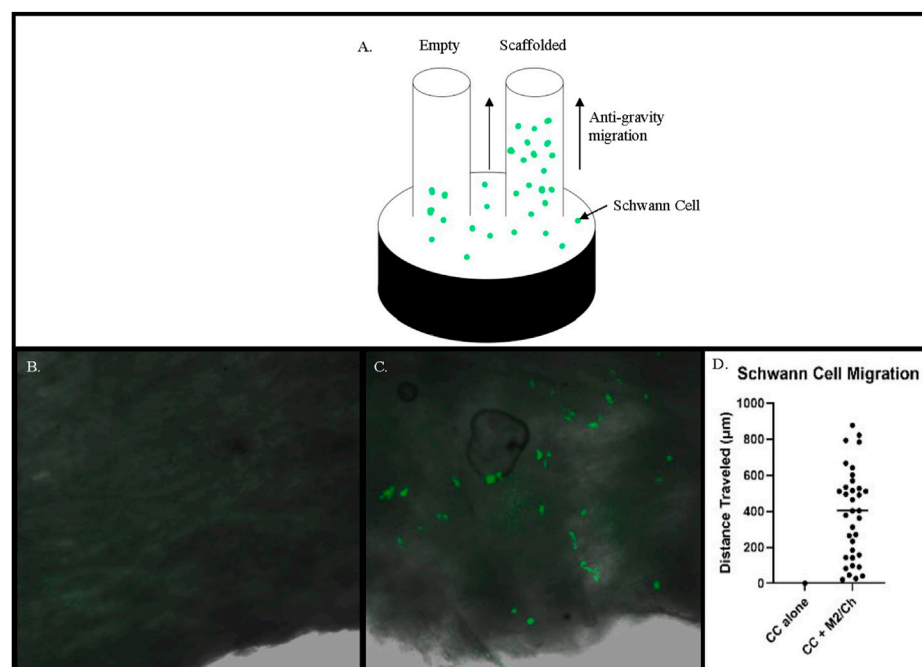 A.
Empty
Scaffolded
Anti-gravity
migration
Schwann Cell
B.
C.
D.
Schwann Cell Migration
Distance Traveled (µm)
1000
800
600
400
200
0
CC alone
CC + M2/Ch